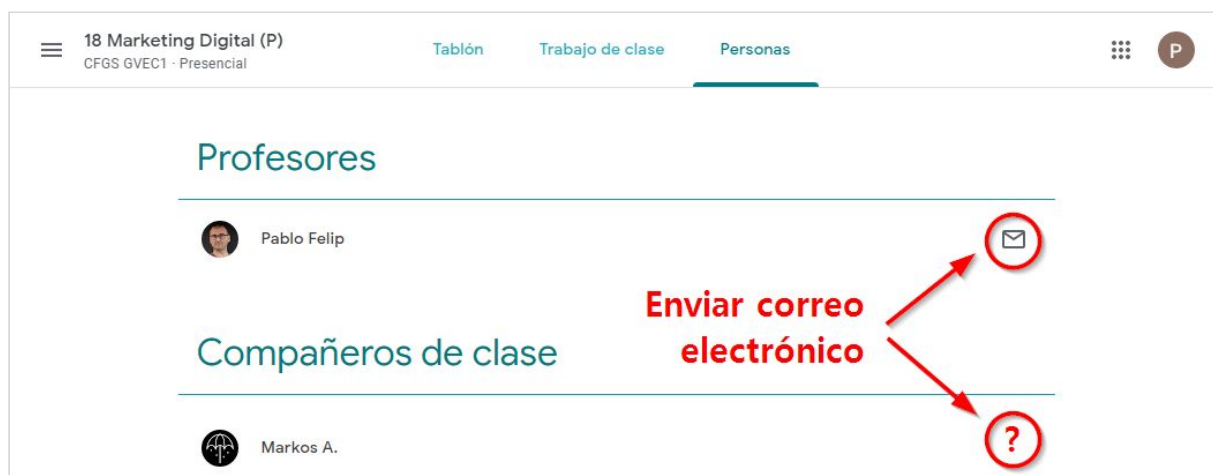 18 Marketing Digital (P)
CFGS GVEC1 · Presencial
Tablón
Trabajo de clase
Personas
P
Profesores
Pablo Felip
Enviar correo
electrónico
Compañeros de clase
Markos A.
?